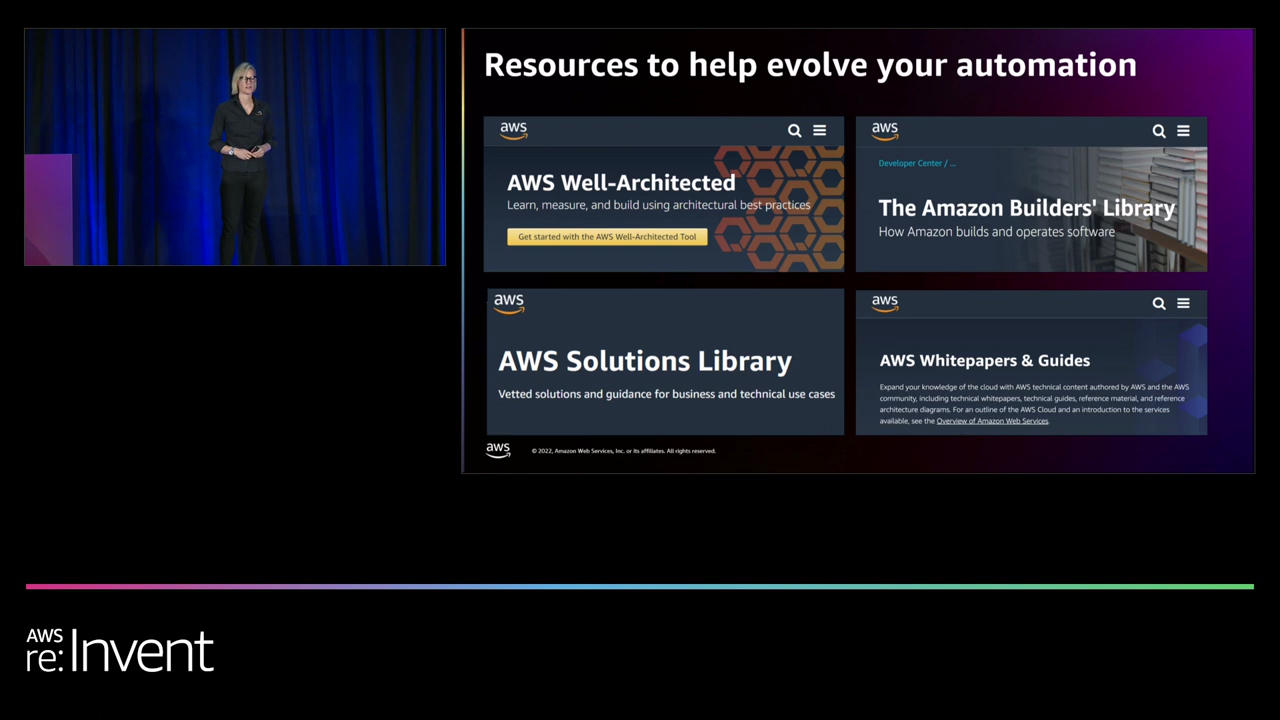 Resources to help evolve your automation
aws
AWS Well-Architected
Learn, measure, and build using architectural best practices
Get started with the AWS Well-Architected Tool
aws
Developer Center / ...
The Amazon Builders' Library
How Amazon builds and operates software
aws
AWS Solutions Library
Vetted solutions and guidance for business and technical use cases
aws
AWS Whitepapers & Guides
Expand your knowledge of the cloud with AWS technical content authored by AWS and the AWS
community, including technical whitepapers, technical guides, reference material, and reference
architecture diagrams. For an outline of the AWS Cloud and an introduction to the services
available, see the Overview of Amazon Web Services.
aws
© 2022, Amazon Web Services, Inc. or its affiliates. All rights reserved.
AWS
re:Invent